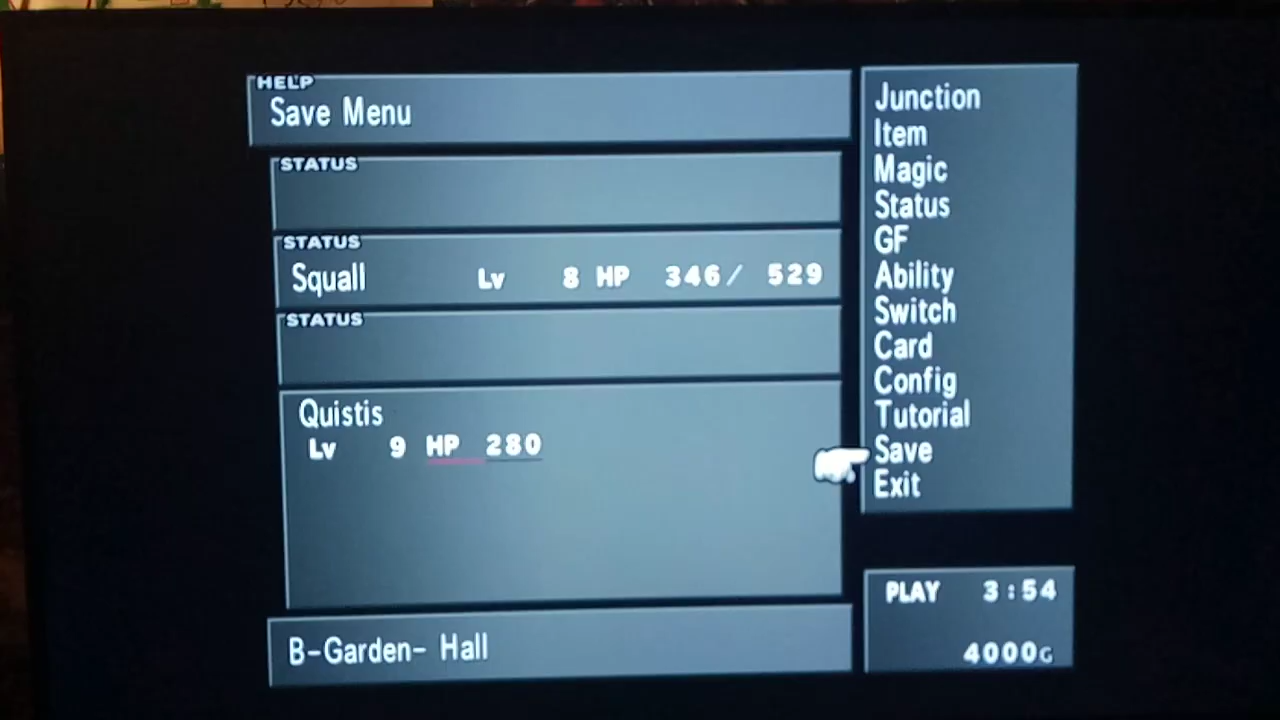 HELP
Save Menu
STATUS
STATUS
Squall Lv 8 HP 346/ 529
STATUS
Quistis
Lv 9 HP 280
B-Garden- Hall
Junction
Item
Magic
Status
GF
Ability
Switch
Card
Config
Tutorial
Save
Exit
PLAY 3:54
4000G